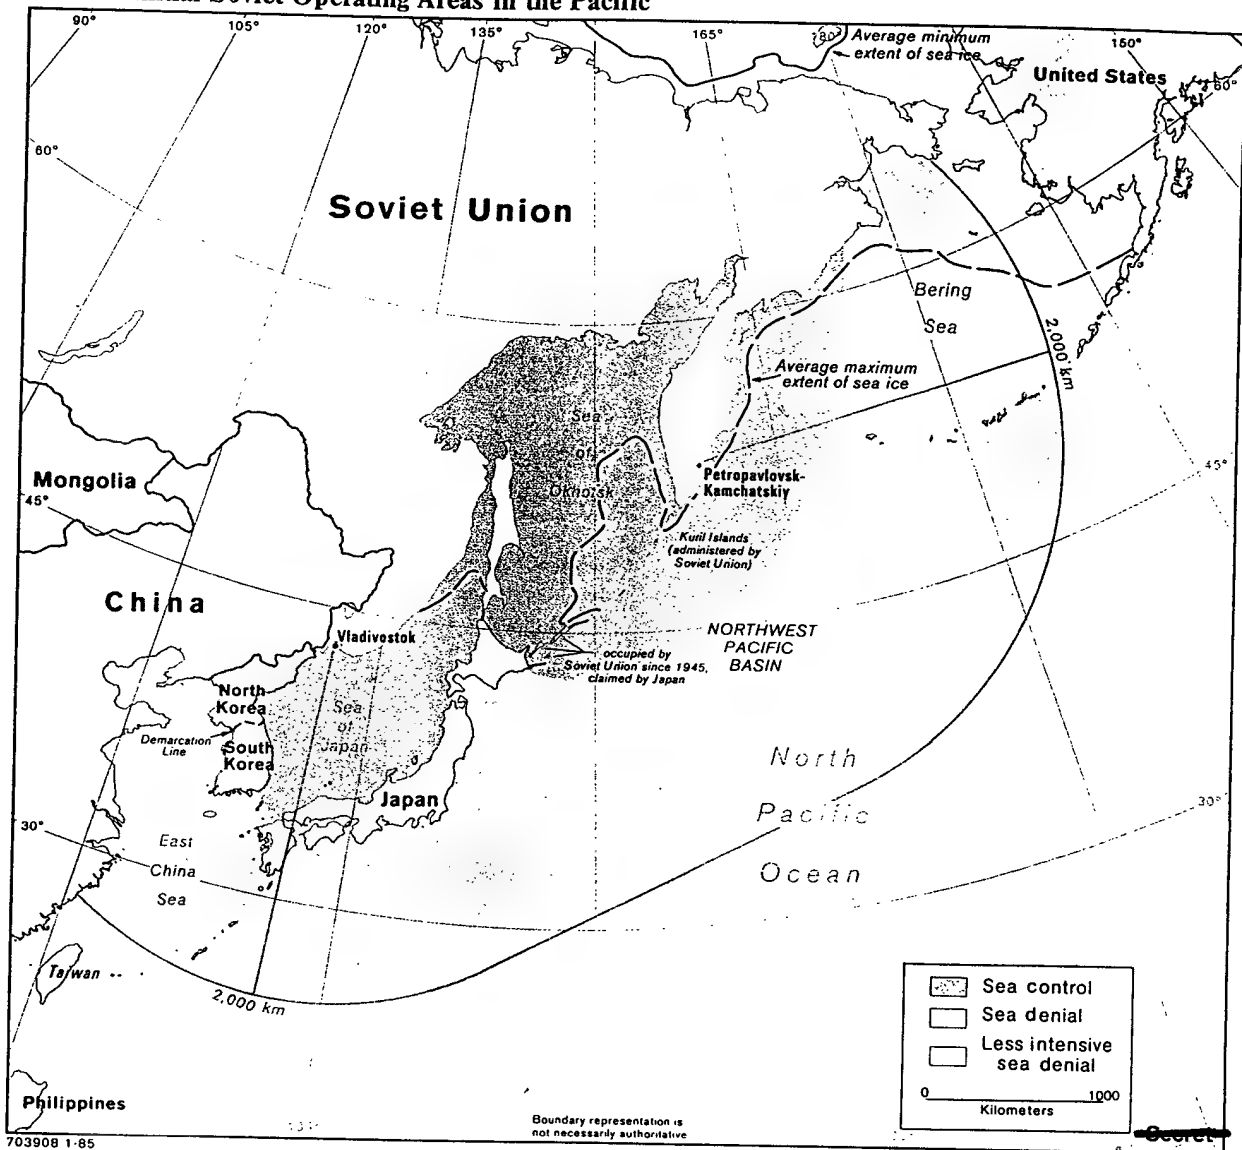 Soviet Operating Areas in the Pacific
90°
105°
120°
135°
165°
180°
150°
Average minimum
extent of sea ice
United States
60°
60°
Soviet Union
Bering
Sea
2,000 km
Average maximum
extent of sea ice
Sea
of
Okhotsk
Mongolia
45°
45°
Petropavlovsk-
Kamchatskiy
Kuril Islands
(administered by
Soviet Union)
China
Vladivostok
NORTHWEST
PACIFIC
BASIN
occupied by
Soviet Union since 1945,
claimed by Japan
North
Korea
Sea
of
Japan
Demarcation
Line
South
Korea
Japan
North
Pacific
Ocean
30°
30°
East
China
Sea
Taiwan
2,000 km
Sea control
Sea denial
Less intensive
sea denial
0
1000
Kilometers
Philippines
Boundary representation is
not necessarily authoritative
703908 1-85
Secret